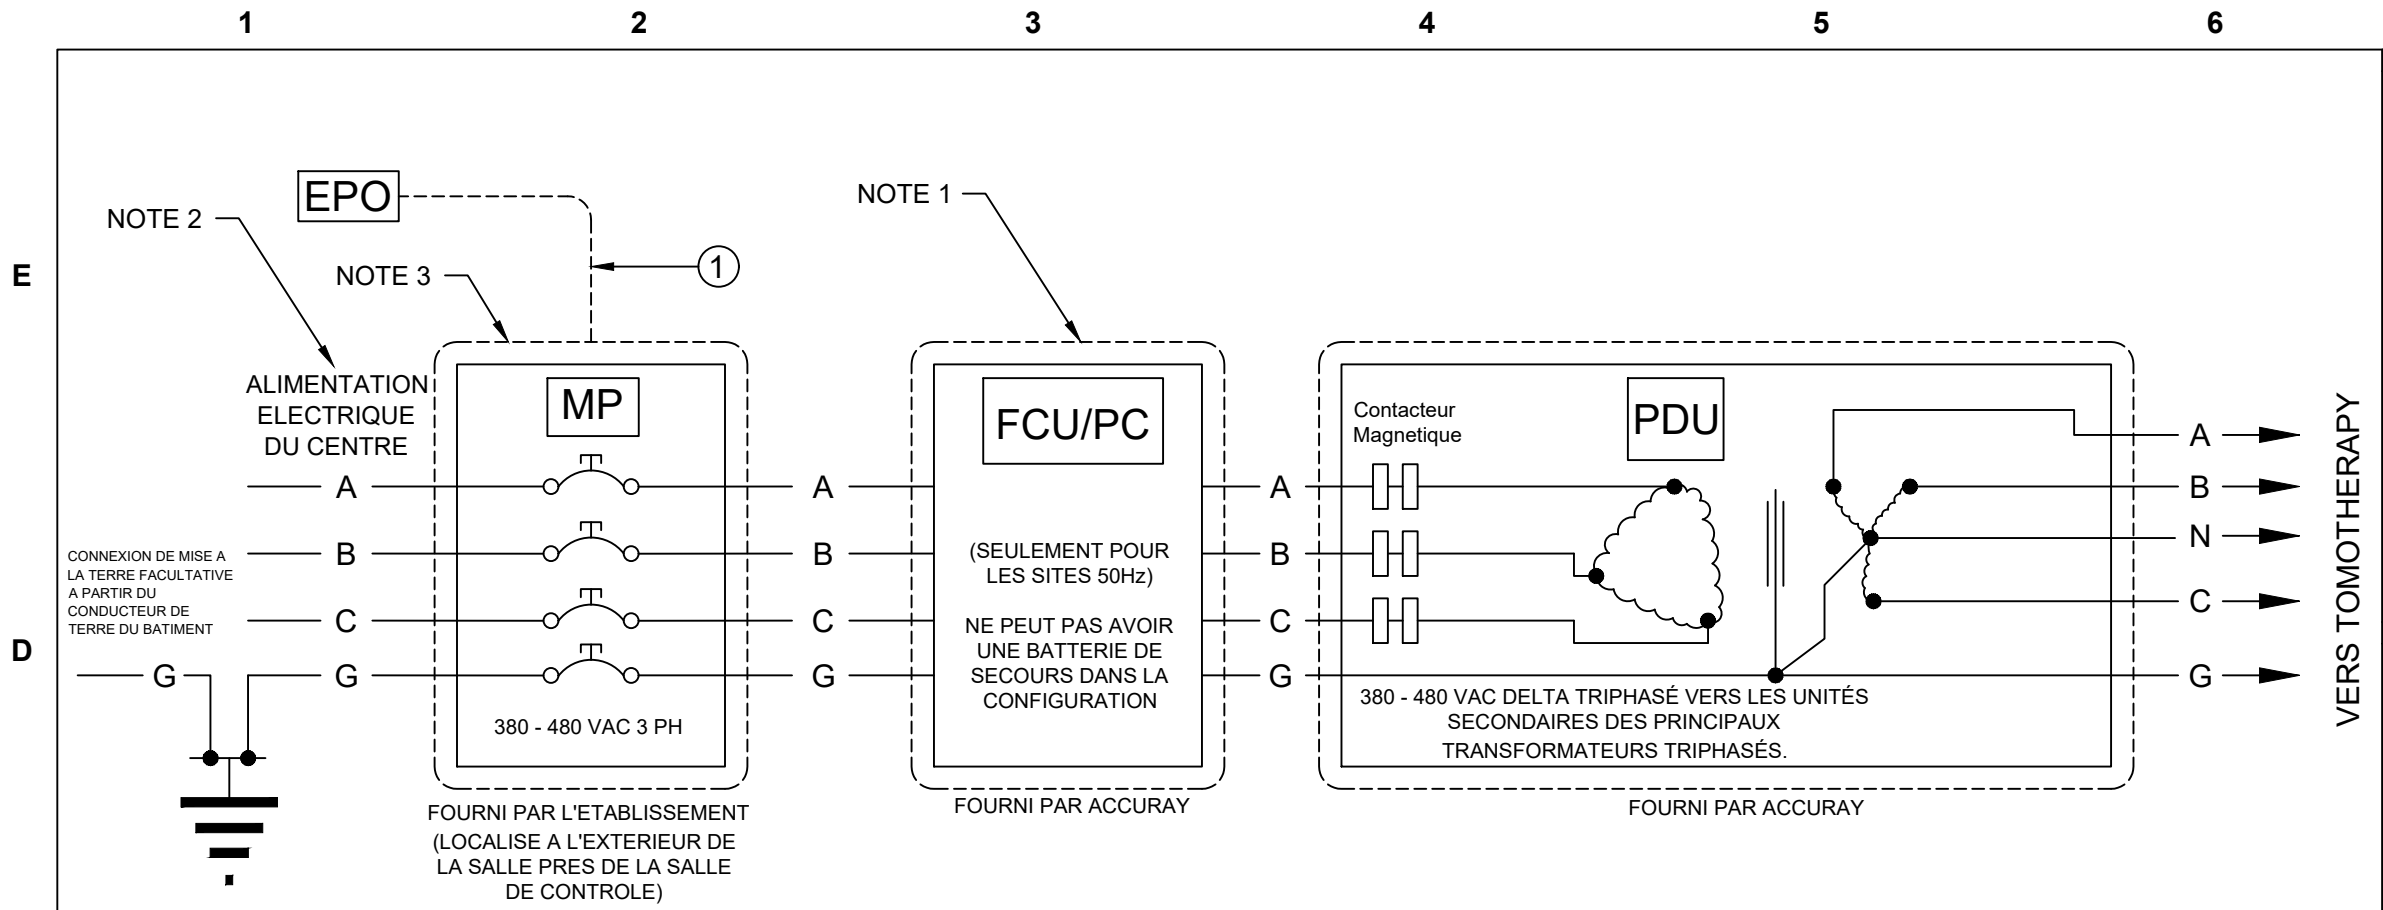 1 2 3 4 5 6
E
D
NOTE 2
EPO
NOTE 3
1
NOTE 1
ALIMENTATION
ELECTRIQUE
DU CENTRE
MP
FCU/PC
Contacteur
Magnetique
PDU
A A A A
B B B B
N
C C C C
G G G G G
CONNEXION DE MISE A
LA TERRE FACULTATIVE
A PARTIR DU
CONDUCTEUR DE
TERRE DU BATIMENT
380 - 480 VAC 3 PH
(SEULEMENT POUR
LES SITES 50Hz)
NE PEUT PAS AVOIR
UNE BATTERIE DE
SECOURS DANS LA
CONFIGURATION
380 - 480 VAC DELTA TRIPHASÉ VERS LES UNITÉS
SECONDAIRES DES PRINCIPAUX
TRANSFORMATEURS TRIPHASÉS.
VERS TOMOTHERAPY
FOURNI PAR L'ETABLISSEMENT
(LOCALISE A L'EXTERIEUR DE
LA SALLE PRES DE LA SALLE
DE CONTROLE)
FOURNI PAR ACCURAY
FOURNI PAR ACCURAY